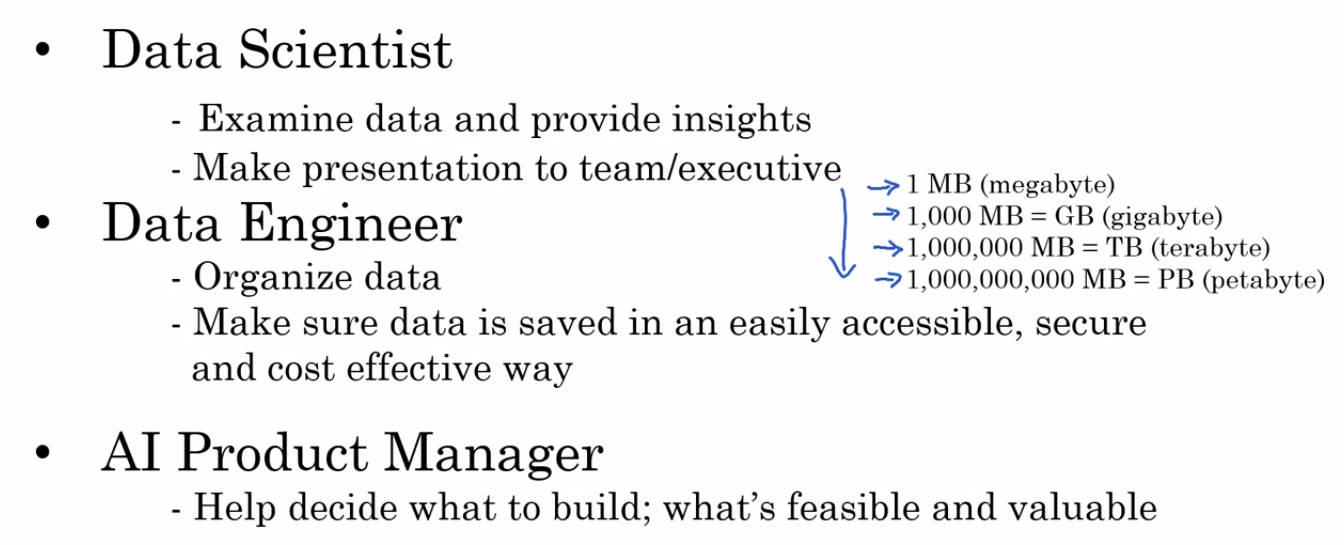 • Data Scientist
- Examine data and provide insights
- Make presentation to team/executive
• Data Engineer
- Organize data
- Make sure data is saved in an easily accessible, secure
and cost effective way
→ 1 MB (megabyte)
→ 1,000 MB = GB (gigabyte)
→ 1,000,000 MB = TB (terabyte)
→ 1,000,000,000 MB = PB (petabyte)
• AI Product Manager
- Help decide what to build; what's feasible and valuable